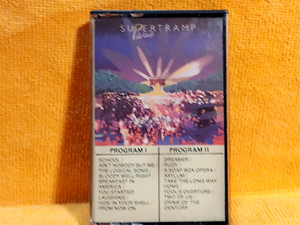 SUPERTRAMP
Paris
PROGRAM I
SCHOOL
AIN'T NOBODY BUT ME
THE LOGICAL SONG
BLOODY WELL RIGHT
BREAKFAST IN
AMERICA
YOU STARTED
LAUGHING
HIDE IN YOUR SHELL
FROM NOW ON
PROGRAM II
DREAMER
RUDY
A SOAP BOX OPERA
ASYLUM
TAKE THE LONG WAY
HOME
FOOL'S OVERTURE
TWO OF US
CRIME OF THE
CENTURY